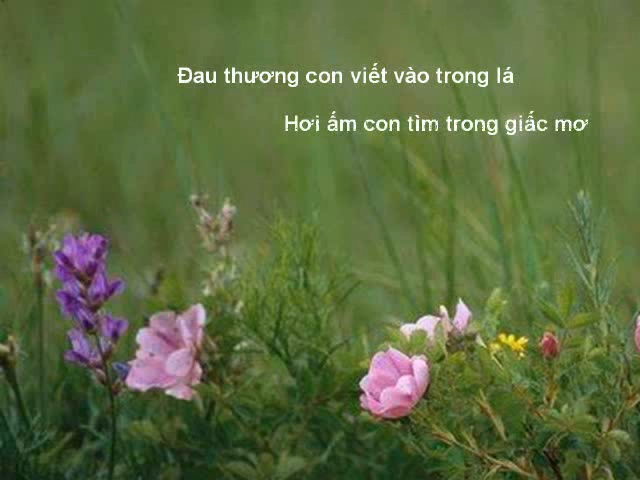 Đau thương con viết vào trong lá
Hơi ấm con tìm trong giấc mơ